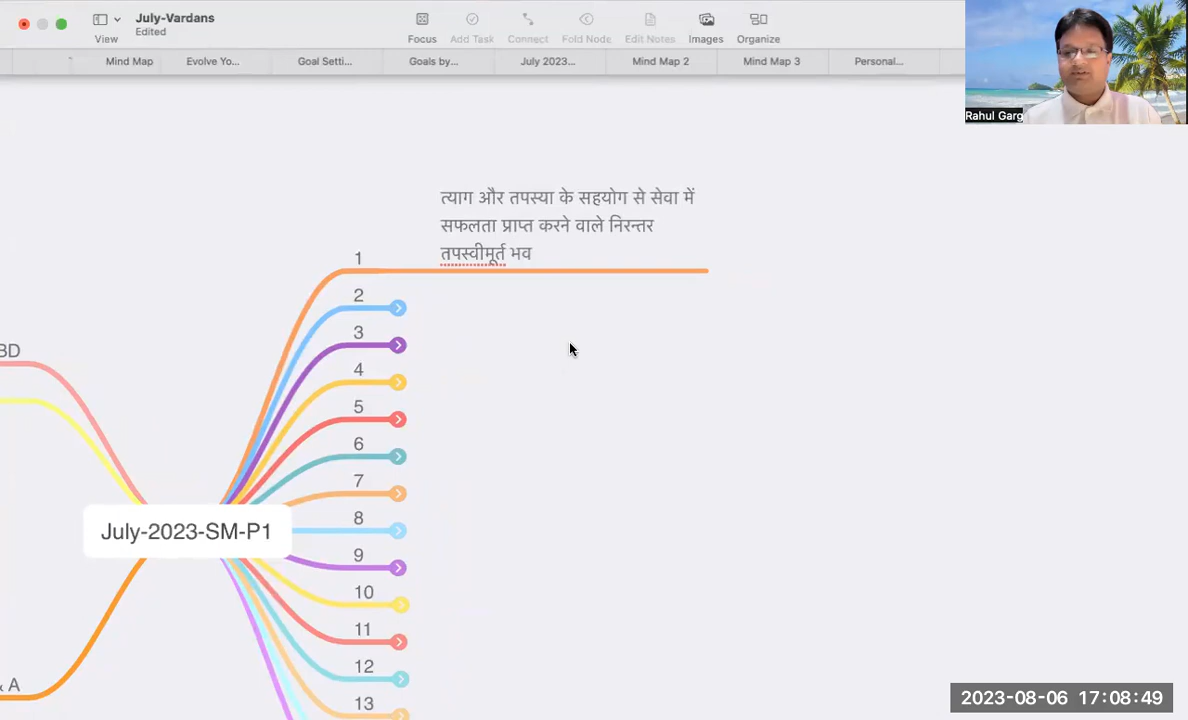 July-Vardans
Edited
View
Focus
Add Task
Connect
Fold Node
Edit Notes
Images
Organize
Mind Map
Evolve Yo...
Goal Setti...
Goals by...
July 2023...
Mind Map 2
Mind Map 3
Personal...
Rahul Garg
त्याग और तपस्या के सहयोग से सेवा में
सफलता प्राप्त करने वाले निरन्तर
तपस्वीमूर्त भव
1
2
3
4
5
6
7
8
9
10
11
12
13
BD
July-2023-SM-P1
& A
2023-08-06 17:08:49